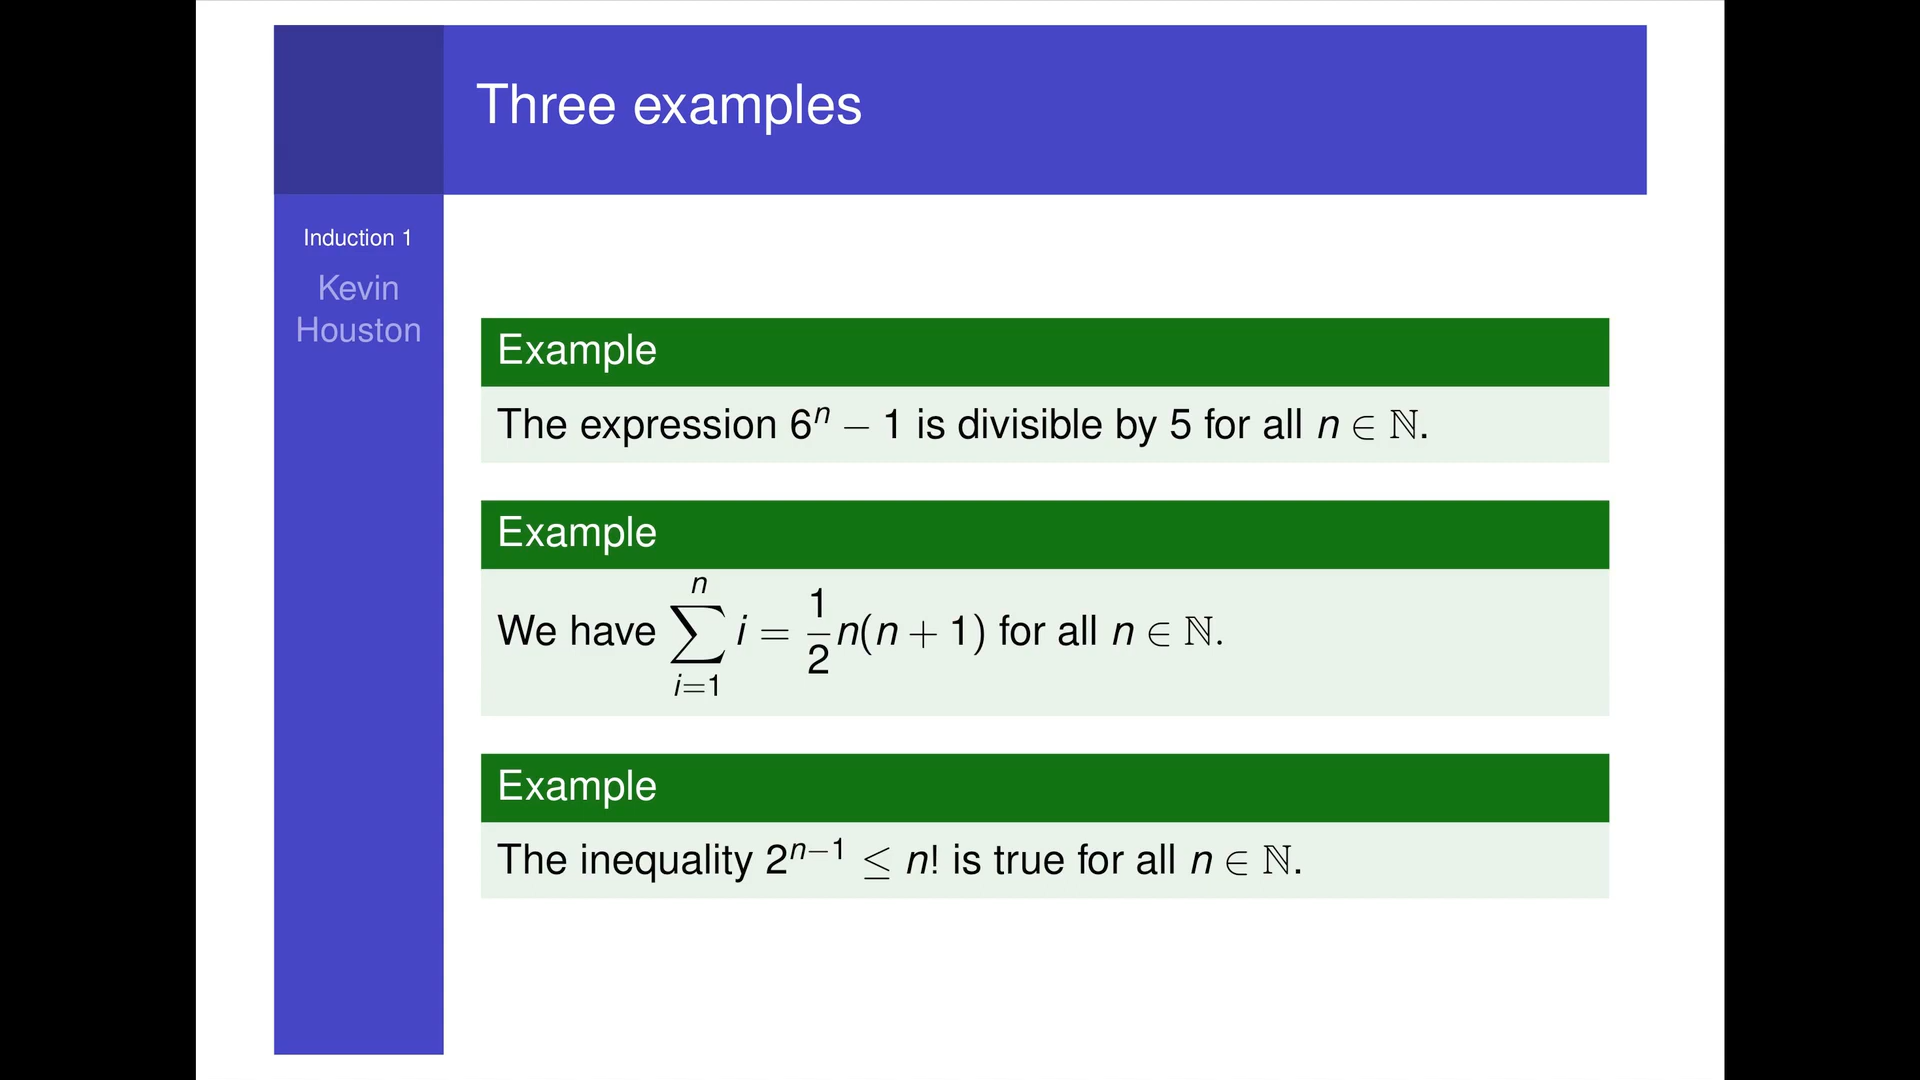 Three examples
Induction 1
Kevin
Houston
Example
The expression 6ⁿ − 1 is divisible by 5 for all n ∈ ℕ.
Example
We have ∑_{i=1}^{n} i = \frac{1}{2}n(n + 1) for all n ∈ ℕ.
Example
The inequality 2ⁿ⁻¹ ≤ n! is true for all n ∈ ℕ.